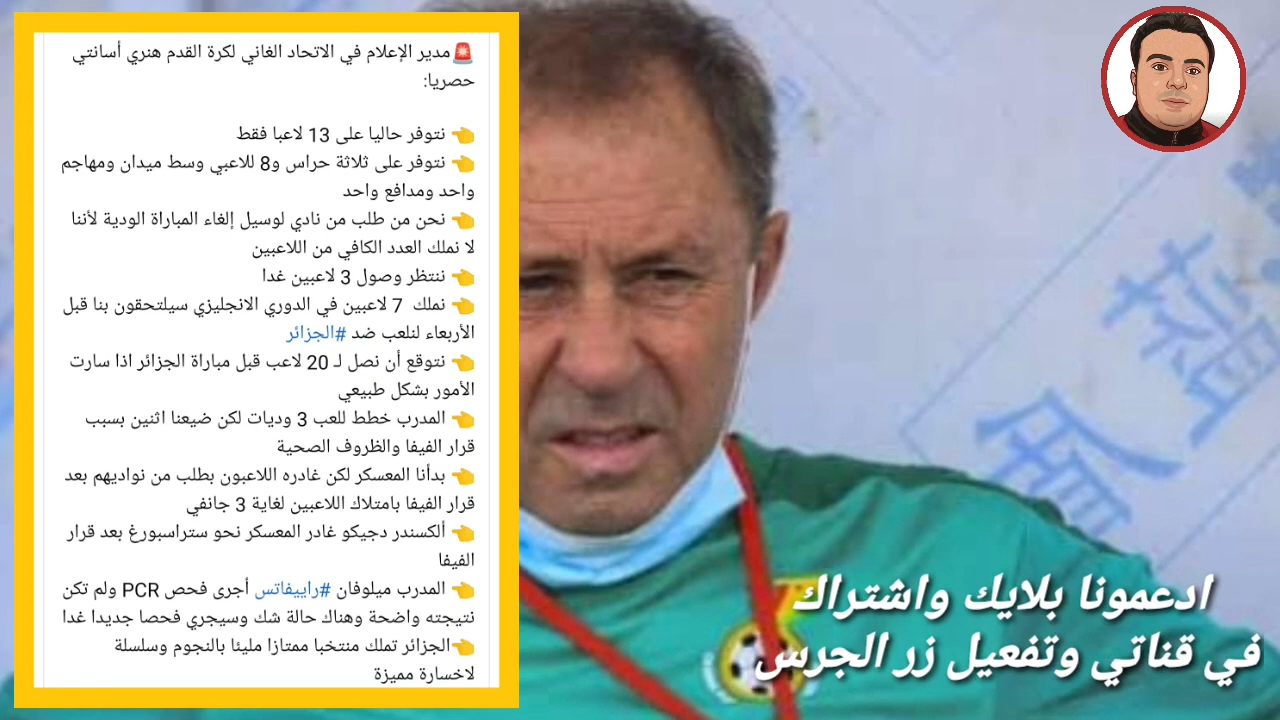 🚨مدير الإعلام في الاتحاد الغاني لكرة القدم هنري أسانتي
حصريا:
👈 نتوفر حاليا على 13 لاعبا فقط
👈 نتوفر على ثلاثة حراس و8 للاعبي وسط ميدان ومهاجم
واحد ومدافع واحد
👈 نحن من طلب من نادي لوسيل إلغاء المباراة الودية لأننا
لا نملك العدد الكافي من اللاعبين
👈 ننتظر وصول 3 لاعبين غدا
👈 نملك 7 لاعبين في الدوري الانجليزي سيلتحقون بنا قبل
الأربعاء لنلعب ضد #الجزائر
👈 نتوقع أن نصل لـ 20 لاعب قبل مباراة الجزائر اذا سارت
الأمور بشكل طبيعي
👈 المدرب خطط للعب 3 وديات لكن ضيعنا اثنين بسبب
قرار الفيفا والظروف الصحية
👈 بدأنا المعسكر لكن غادره اللاعبون بطلب من نواديهم بعد
قرار الفيفا بامتلاك اللاعبين لغاية 3 جانفي
👈 ألكسندر دجيكو غادر المعسكر نحو ستراسبورغ بعد قرار
الفيفا
👈 المدرب ميلوفان #راييفاتس أجرى فحص PCR ولم تكن
نتيجته واضحة وهناك حالة شك وسيجري فحصا جديدا غدا
👈الجزائر تملك منتخبا ممتازا مليئا بالنجوم وسلسلة
لاخسارة مميزة
ادعمونا بلايك واشتراك
في قناتي وتفعيل زر الجرس